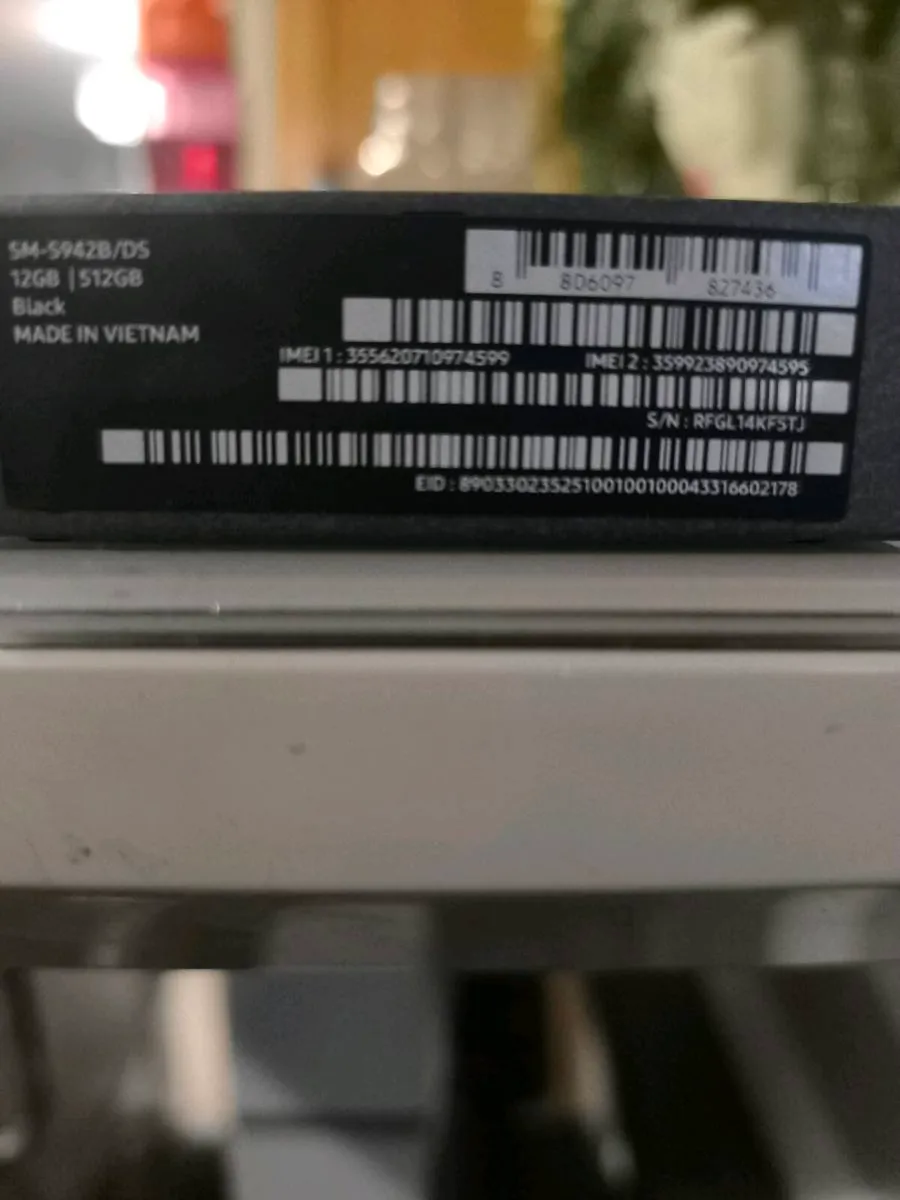 SM-S942B/DS
12GB | 512GB
Black
MADE IN VIETNAM
8 806097 827436
IMEI 1 : 355620710974599 IMEI 2 : 359923890974595
S/N : RFGL14KFSTJ
EID : 89033023525100100100043316602178